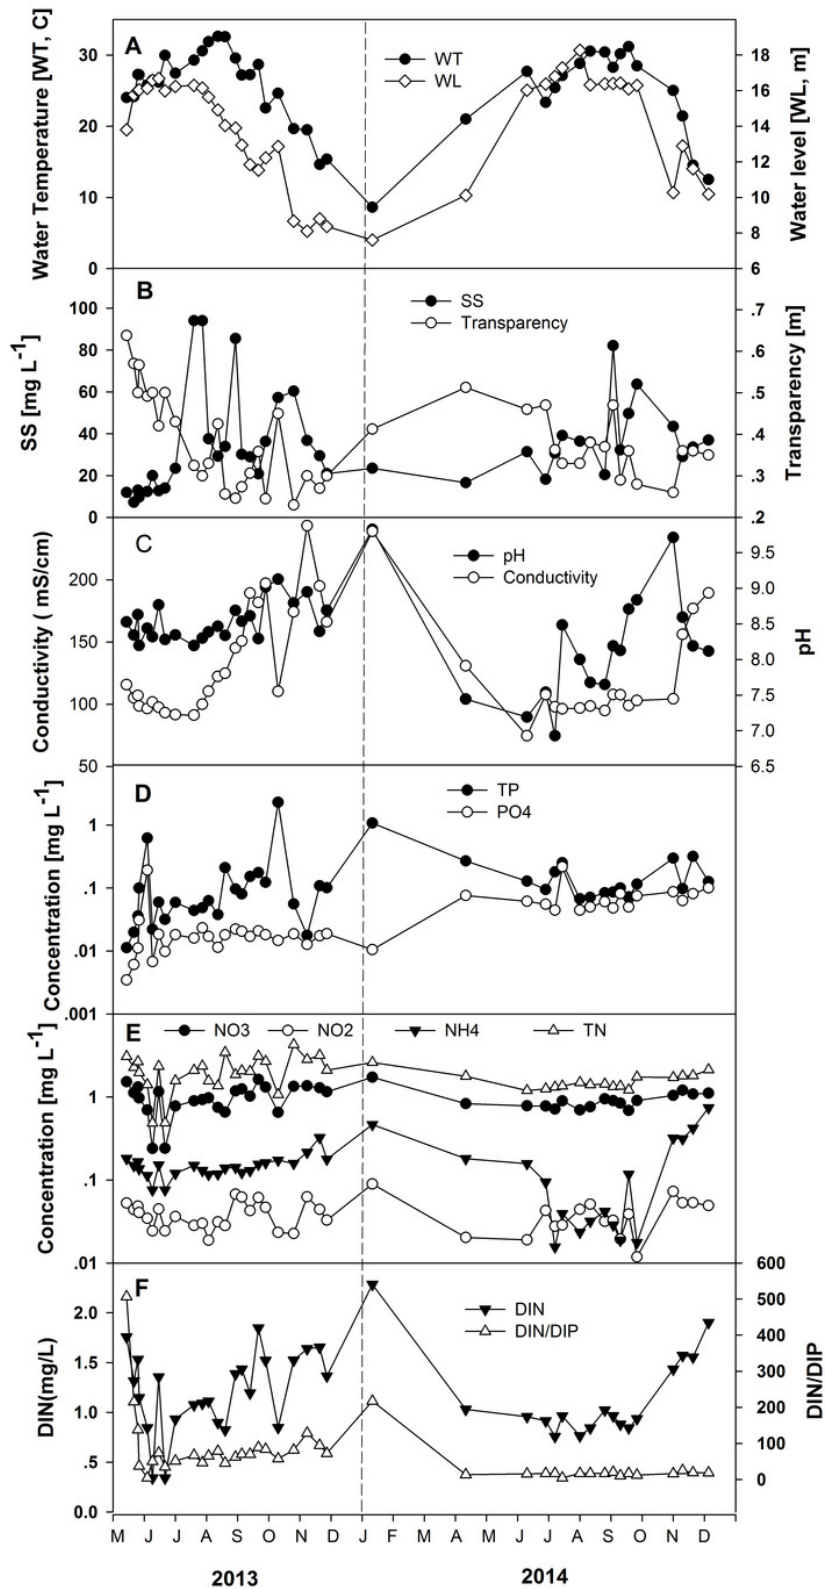 A
WT
WL
Water Temperature [WT, C]
30
20
10
0
18
16
14
12
10
8
6
Water level [WL, m]
B
SS
Transparency
SS [mg L-1]
100
80
60
40
20
0
.7
.6
.5
.4
.3
.2
Transparency [m]
C
pH
Conductivity
Conductivity ( mS/cm)
200
150
100
50
9.5
9.0
8.5
8.0
7.5
7.0
6.5
pH
D
TP
PO4
Concentration [mg L-1]
1
.1
.01
.001
E
NO3 NO2 NH4 TN
Concentration [mg L-1]
1
.1
.01
F
DIN
DIN/DIP
DIN(mg/L)
2.0
1.5
1.0
.5
0.0
600
500
400
300
200
100
0
DIN/DIP
M J J A S O N D J F M A M J J A S O N D
2013 2014